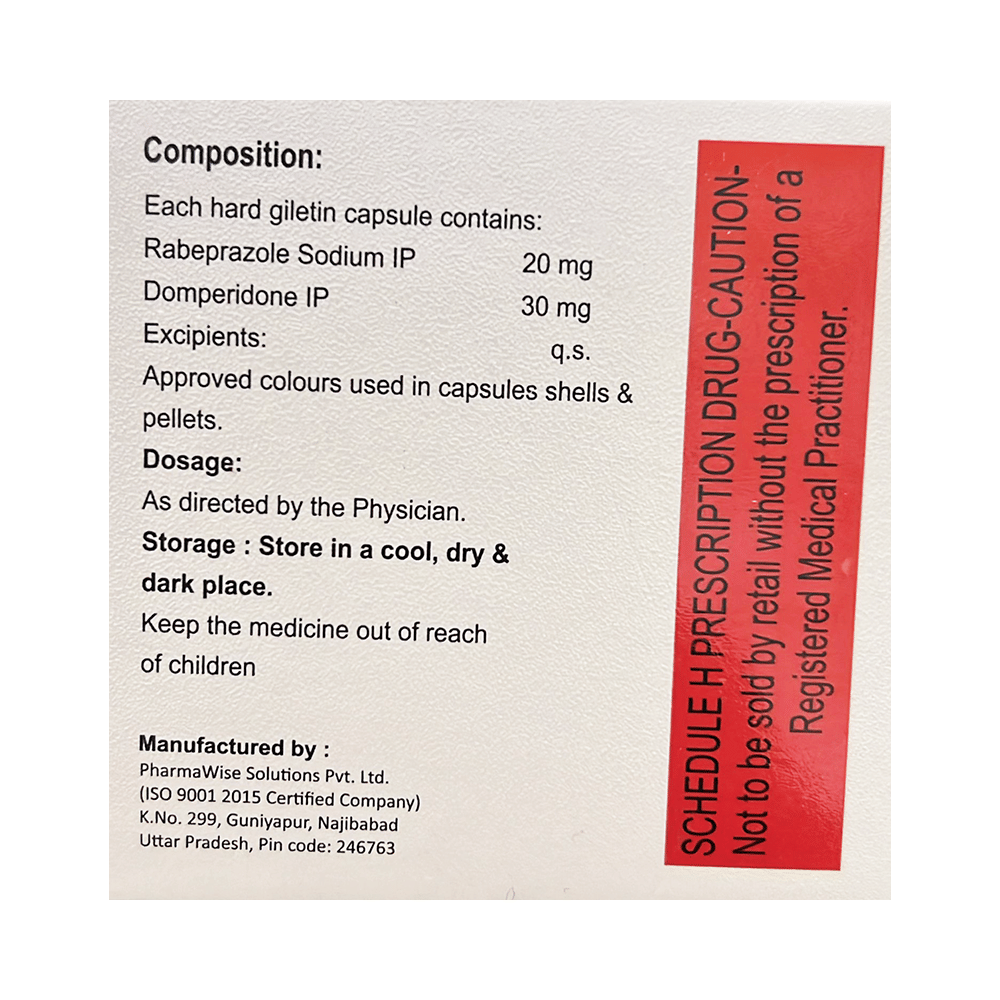 Composition:
Each hard giletin capsule contains:
Rabeprazole Sodium IP 20 mg
Domperidone IP 30 mg
Excipients: q.s.
Approved colours used in capsules shells &
pellets.
Dosage:
As directed by the Physician.
Storage : Store in a cool, dry &
dark place.
Keep the medicine out of reach
of children
Manufactured by :
PharmaWise Solutions Pvt. Ltd.
(ISO 9001 2015 Certified Company)
K.No. 299, Guniyapur, Najibabad
Uttar Pradesh, Pin code: 246763
SCHEDULE H PRESCRIPTION DRUG-CAUTION-
Not to be sold by retail without the prescription of a
Registered Medical Practitioner.